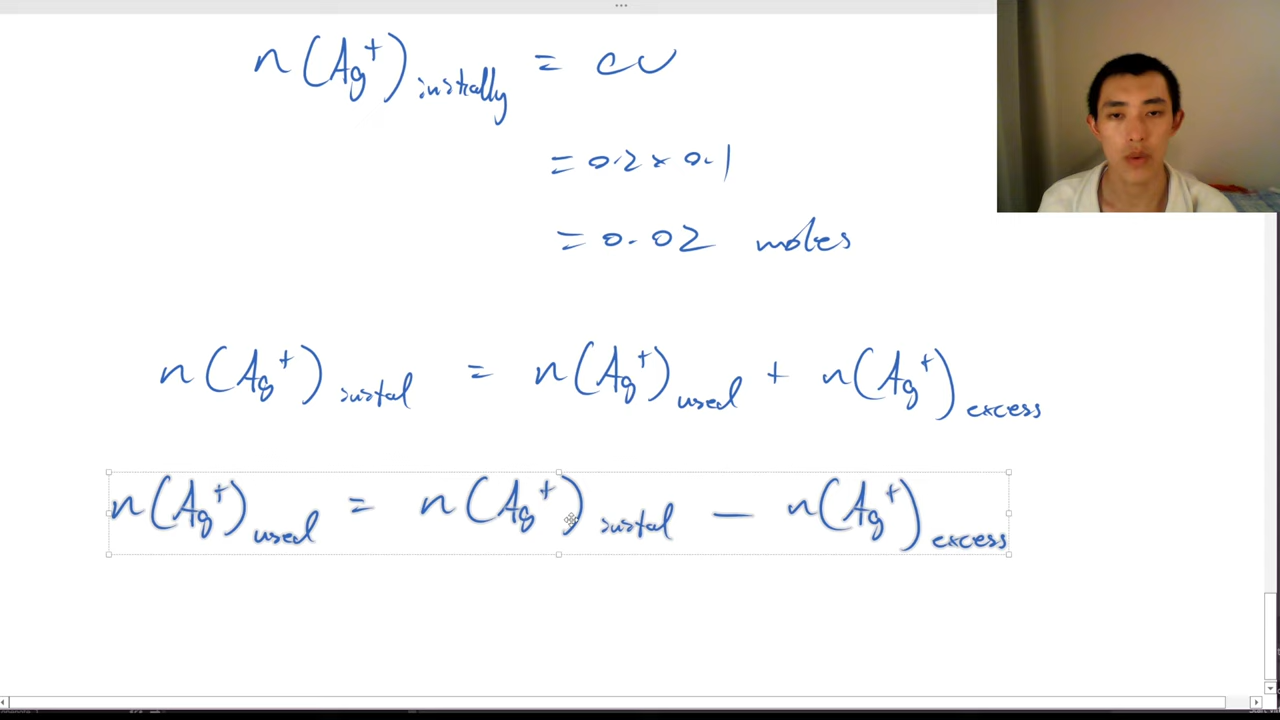 n(Ag⁺) initially = cv
= 0.2 × 0.1
= 0.02 moles
n(Ag⁺) initial = n(Ag⁺) used + n(Ag⁺) excess
n(Ag⁺) used = n(Ag⁺) initial − n(Ag⁺) excess